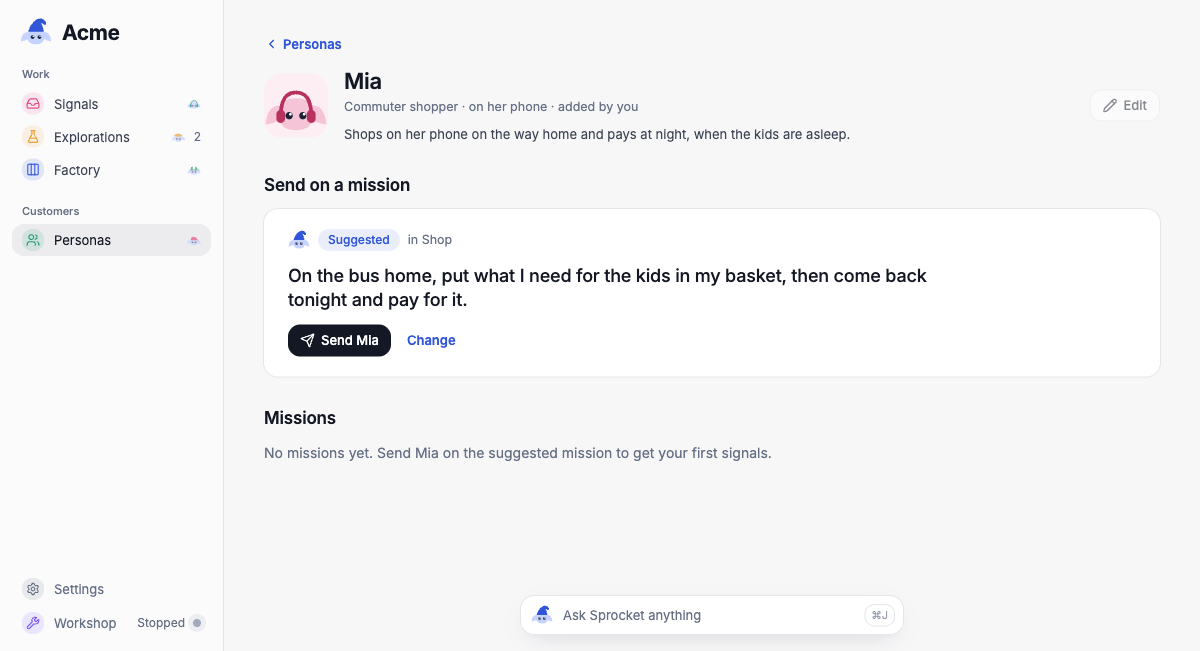 Acme
Work
Signals
Explorations 2
Factory
Customers
Personas
Settings
Workshop Stopped
Personas
Mia
Commuter shopper · on her phone · added by you
Shops on her phone on the way home and pays at night, when the kids are asleep.
Edit
Send on a mission
Suggested in Shop
On the bus home, put what I need for the kids in my basket, then come back
tonight and pay for it.
Send Mia Change
Missions
No missions yet. Send Mia on the suggested mission to get your first signals.
Ask Sprocket anything ⌘J